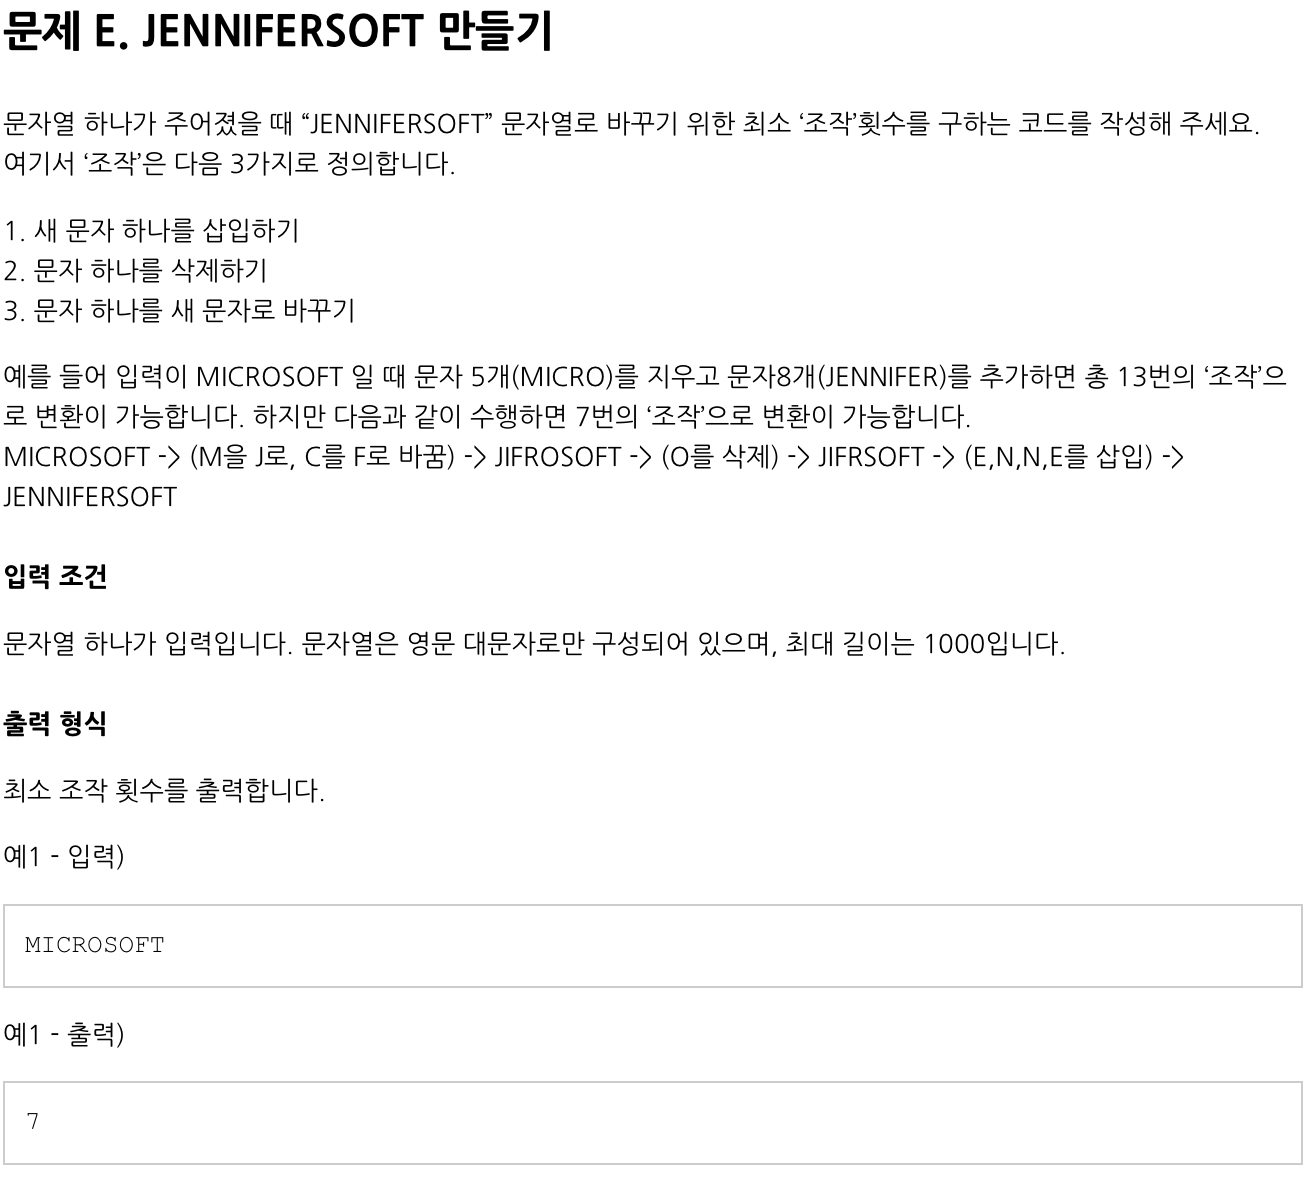 문제 E. JENNIFERSOFT 만들기
문자열 하나가 주어졌을 때 “JENNIFERSOFT” 문자열로 바꾸기 위한 최소 ‘조작’횟수를 구하는 코드를 작성해 주세요.
여기서 ‘조작’은 다음 3가지로 정의합니다.
1. 새 문자 하나를 삽입하기
2. 문자 하나를 삭제하기
3. 문자 하나를 새 문자로 바꾸기
예를 들어 입력이 MICROSOFT 일 때 문자 5개(MICRO)를 지우고 문자8개(JENNIFER)를 추가하면 총 13번의 ‘조작’으
로 변환이 가능합니다. 하지만 다음과 같이 수행하면 7번의 ‘조작’으로 변환이 가능합니다.
MICROSOFT -> (M을 J로, C를 F로 바꿈) -> JIFROSOFT -> (O를 삭제) -> JIFRSOFT -> (E,N,N,E를 삽입) ->
JENNIFERSOFT
입력 조건
문자열 하나가 입력입니다. 문자열은 영문 대문자로만 구성되어 있으며, 최대 길이는 1000입니다.
출력 형식
최소 조작 횟수를 출력합니다.
예1 - 입력)
MICROSOFT
예1 - 출력)
7